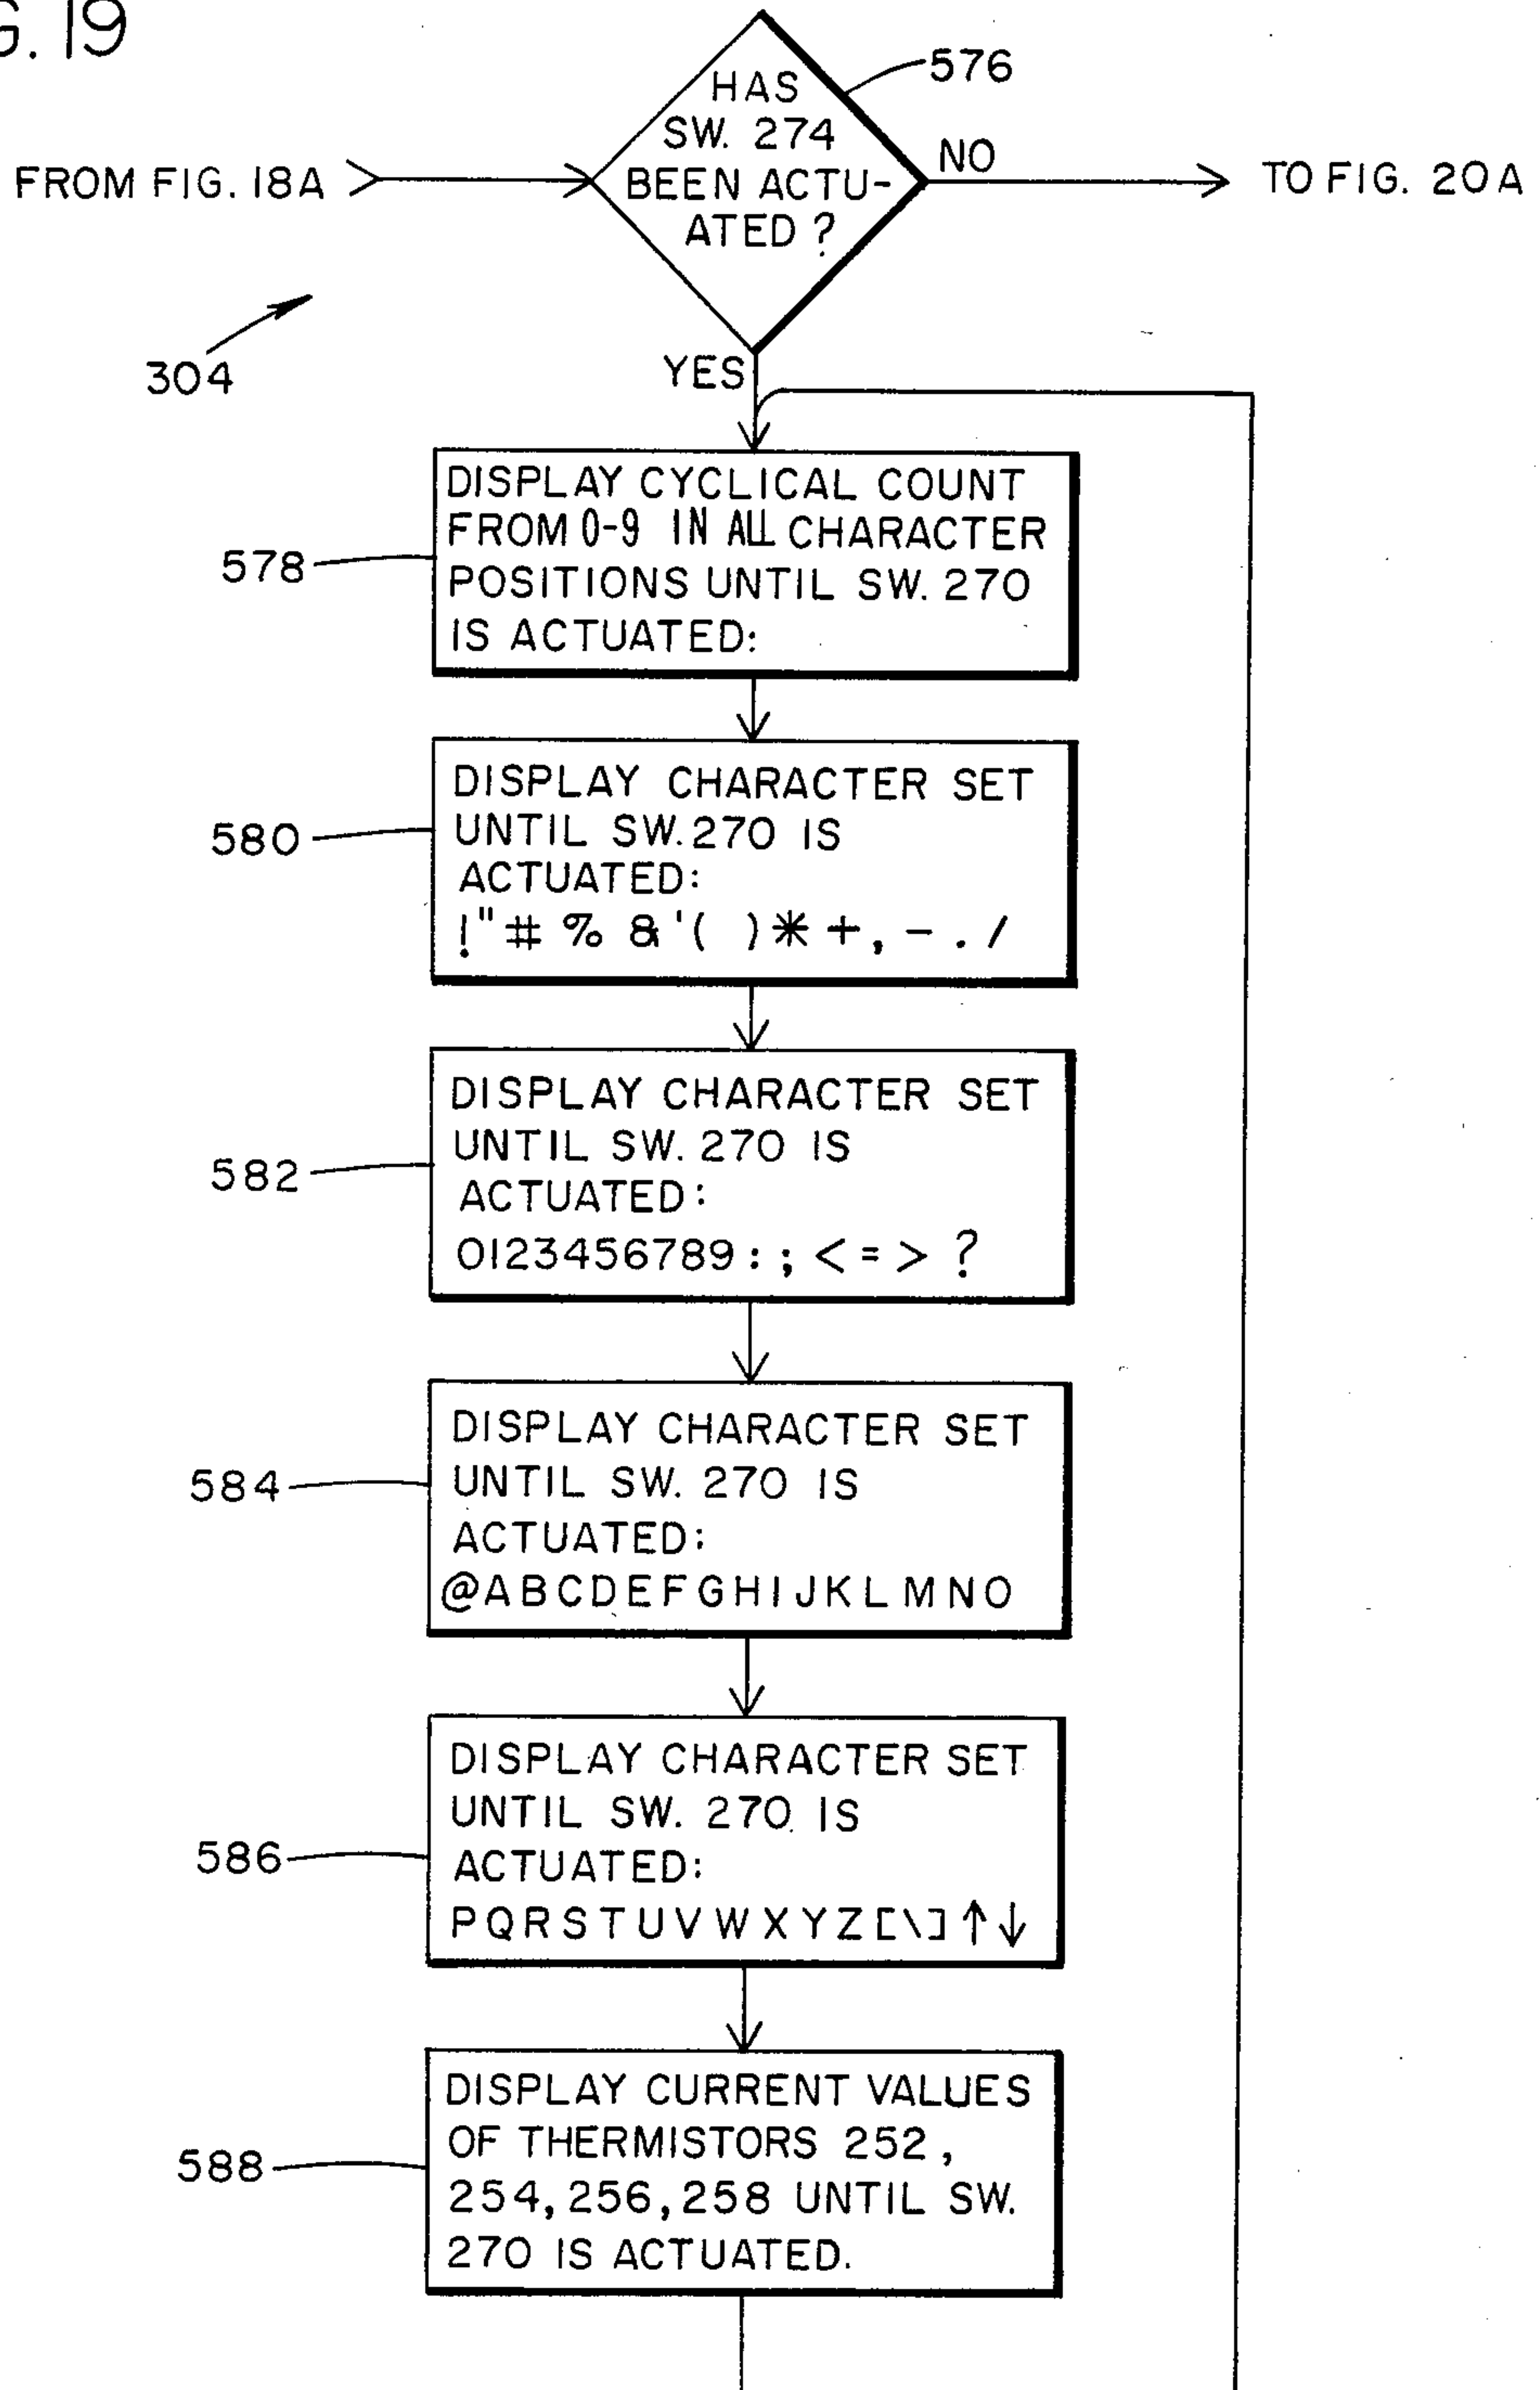 G. 19
576
HAS
SW. 274
BEEN ACTU-
ATED ?
NO
FROM FIG. 18A
TO FIG. 20A
304
YES
578
DISPLAY CYCLICAL COUNT
FROM 0-9 IN ALL CHARACTER
POSITIONS UNTIL SW. 270
IS ACTUATED:
580
DISPLAY CHARACTER SET
UNTIL SW. 270 IS
ACTUATED:
!"# % & '( )* + , - . /
582
DISPLAY CHARACTER SET
UNTIL SW. 270 IS
ACTUATED:
0123456789 : ; < = > ?
584
DISPLAY CHARACTER SET
UNTIL SW. 270 IS
ACTUATED:
@ABCDEFGHIJKLMNO
586
DISPLAY CHARACTER SET
UNTIL SW. 270 IS
ACTUATED:
PQRSTUVWXYZ[\]↑↓
588
DISPLAY CURRENT VALUES
OF THERMISTORS 252,
254, 256, 258 UNTIL SW.
270 IS ACTUATED.